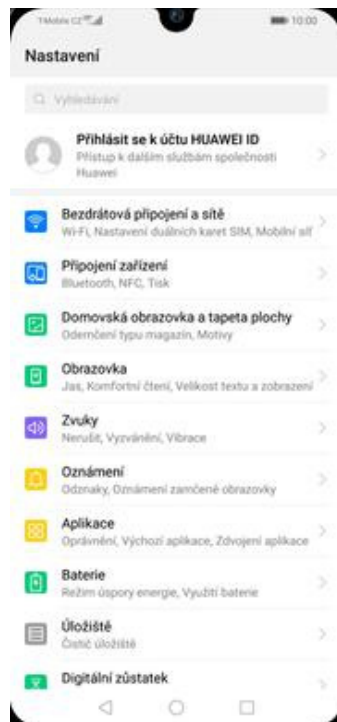 T-Mobile CZ
10:00
Nastavení
Vyhledávání
Přihlásit se k účtu HUAWEI ID
Přístup k dalším službám společnosti
Huawei
Bezdrátová připojení a sítě
Wi-Fi, Nastavení duálních karet SIM, Mobilní síť
Připojení zařízení
Bluetooth, NFC, Tisk
Domovská obrazovka a tapeta plochy
Odemčení typu magazín, Motivy
Obrazovka
Jas, Komfortní čtení, Velikost textu a zobrazení
Zvuky
Nerušit, Vyzvánění, Vibrace
Oznámení
Odznaky, Oznámení zamčené obrazovky
Aplikace
Oprávnění, Výchozí aplikace, Zdvojení aplikace
Baterie
Režim úspory energie, Využití baterie
Úložiště
Čistič úložiště
Digitální zůstatek